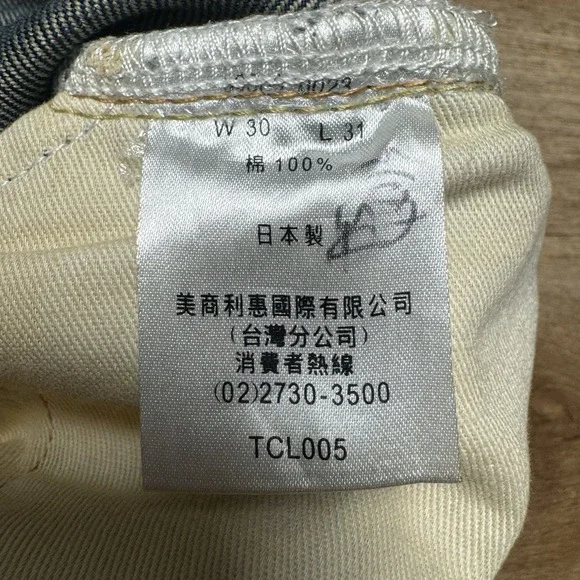 W 30 L 31
棉 100%
日本製
美商利惠國際有限公司
(台灣分公司)
消費者熱線
(02)2730-3500
TCL005